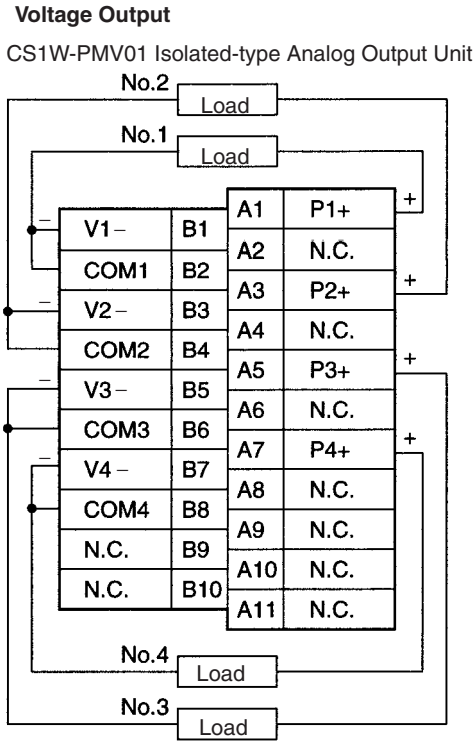 Voltage Output
CS1W-PMV01 Isolated-type Analog Output Unit
No.2
Load
No.1
Load
A1 P1+ +
− V1− B1
A2 N.C.
COM1 B2
A3 P2+ +
− V2− B3
A4 N.C.
COM2 B4
A5 P3+ +
− V3− B5
A6 N.C.
COM3 B6
A7 P4+ +
− V4− B7
A8 N.C.
COM4 B8
A9 N.C.
N.C. B9
A10 N.C.
N.C. B10
A11 N.C.
No.4
Load
No.3
Load